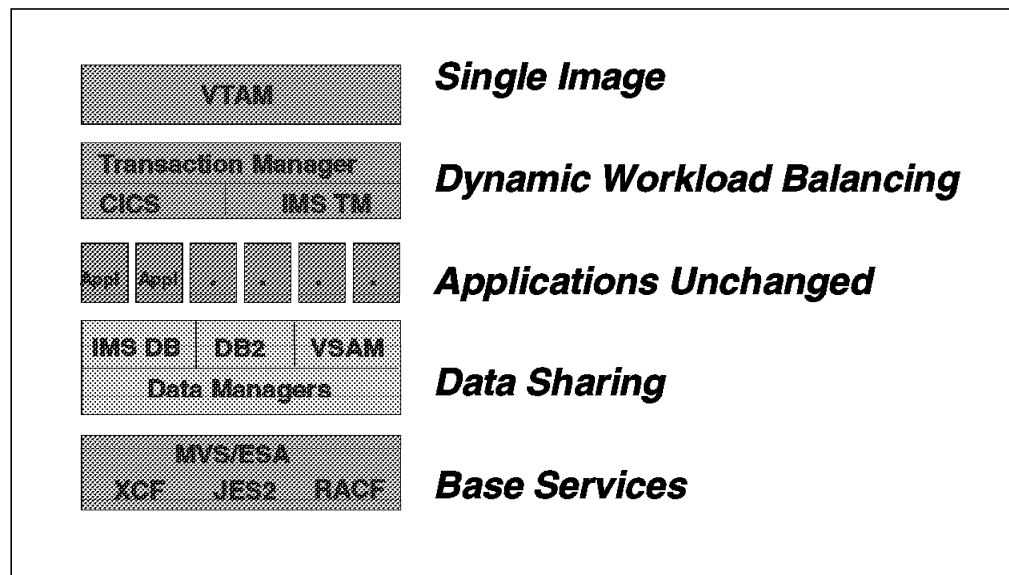 VTAM
Single Image
Transaction Manager
CICS IMS TM
Dynamic Workload Balancing
Appl Appl . . . .
Applications Unchanged
IMS DB DB2 VSAM
Data Managers
Data Sharing
MVS/ESA
XCF JES2 RACF
Base Services